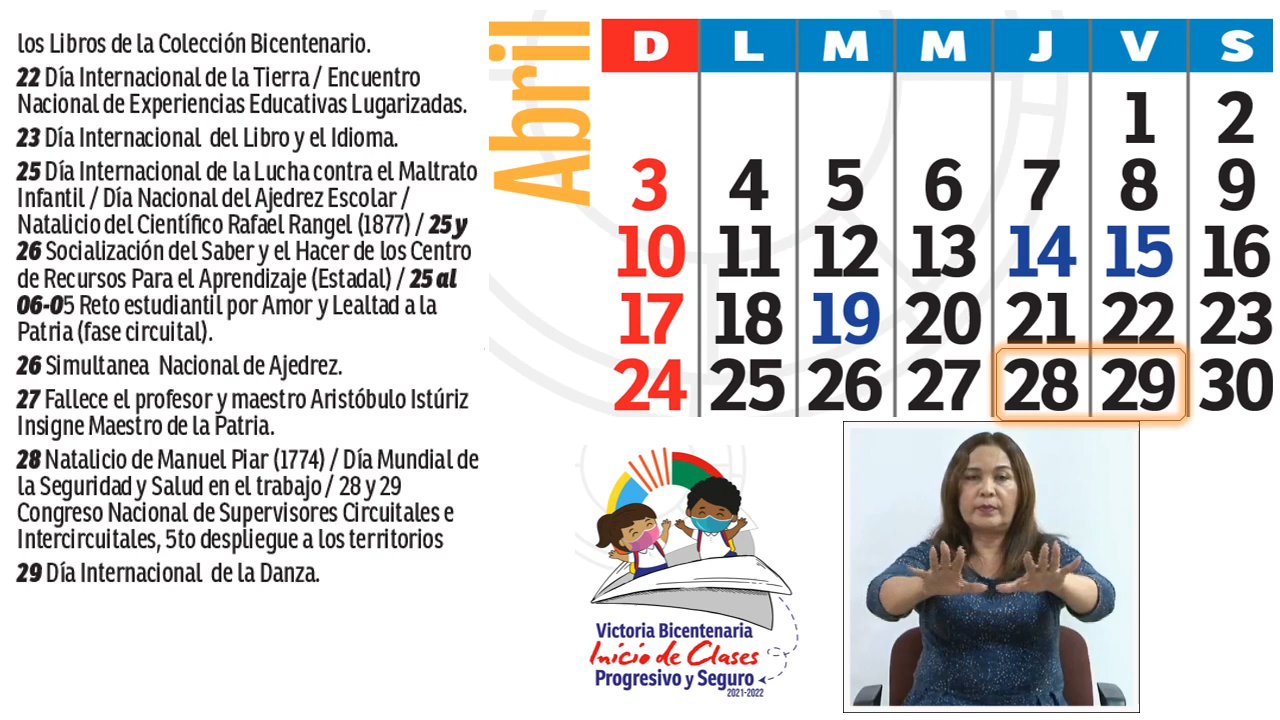 los Libros de la Colección Bicentenario.
22 Día Internacional de la Tierra / Encuentro
Nacional de Experiencias Educativas Lugarizadas.
23 Día Internacional del Libro y el Idioma.
25 Día Internacional de la Lucha contra el Maltrato
Infantil / Día Nacional del Ajedrez Escolar /
Natalicio del Científico Rafael Rangel (1877) / 25 y
26 Socialización del Saber y el Hacer de los Centro
de Recursos Para el Aprendizaje (Estadal) / 25 al
06-05 Reto estudiantil por Amor y Lealtad a la
Patria (fase circuital).
26 Simultanea Nacional de Ajedrez.
27 Fallece el profesor y maestro Aristóbulo Istúriz
Insigne Maestro de la Patria.
28 Natalicio de Manuel Piar (1774) / Día Mundial de
la Seguridad y Salud en el trabajo / 28 y 29
Congreso Nacional de Supervisores Circuitales e
Intercircuitales, 5to despliegue a los territorios
29 Día Internacional de la Danza.
Abril
D L M M J V S
1 2
3 4 5 6 7 8 9
10 11 12 13 14 15 16
17 18 19 20 21 22 23
24 25 26 27 28 29 30
Victoria Bicentenaria
Inicio de Clases
Progresivo y Seguro
2021-2022